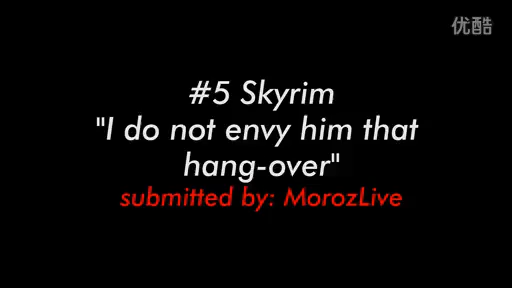 优酷
#5 Skyrim
"I do not envy him that
hang-over"
submitted by: MorozLive